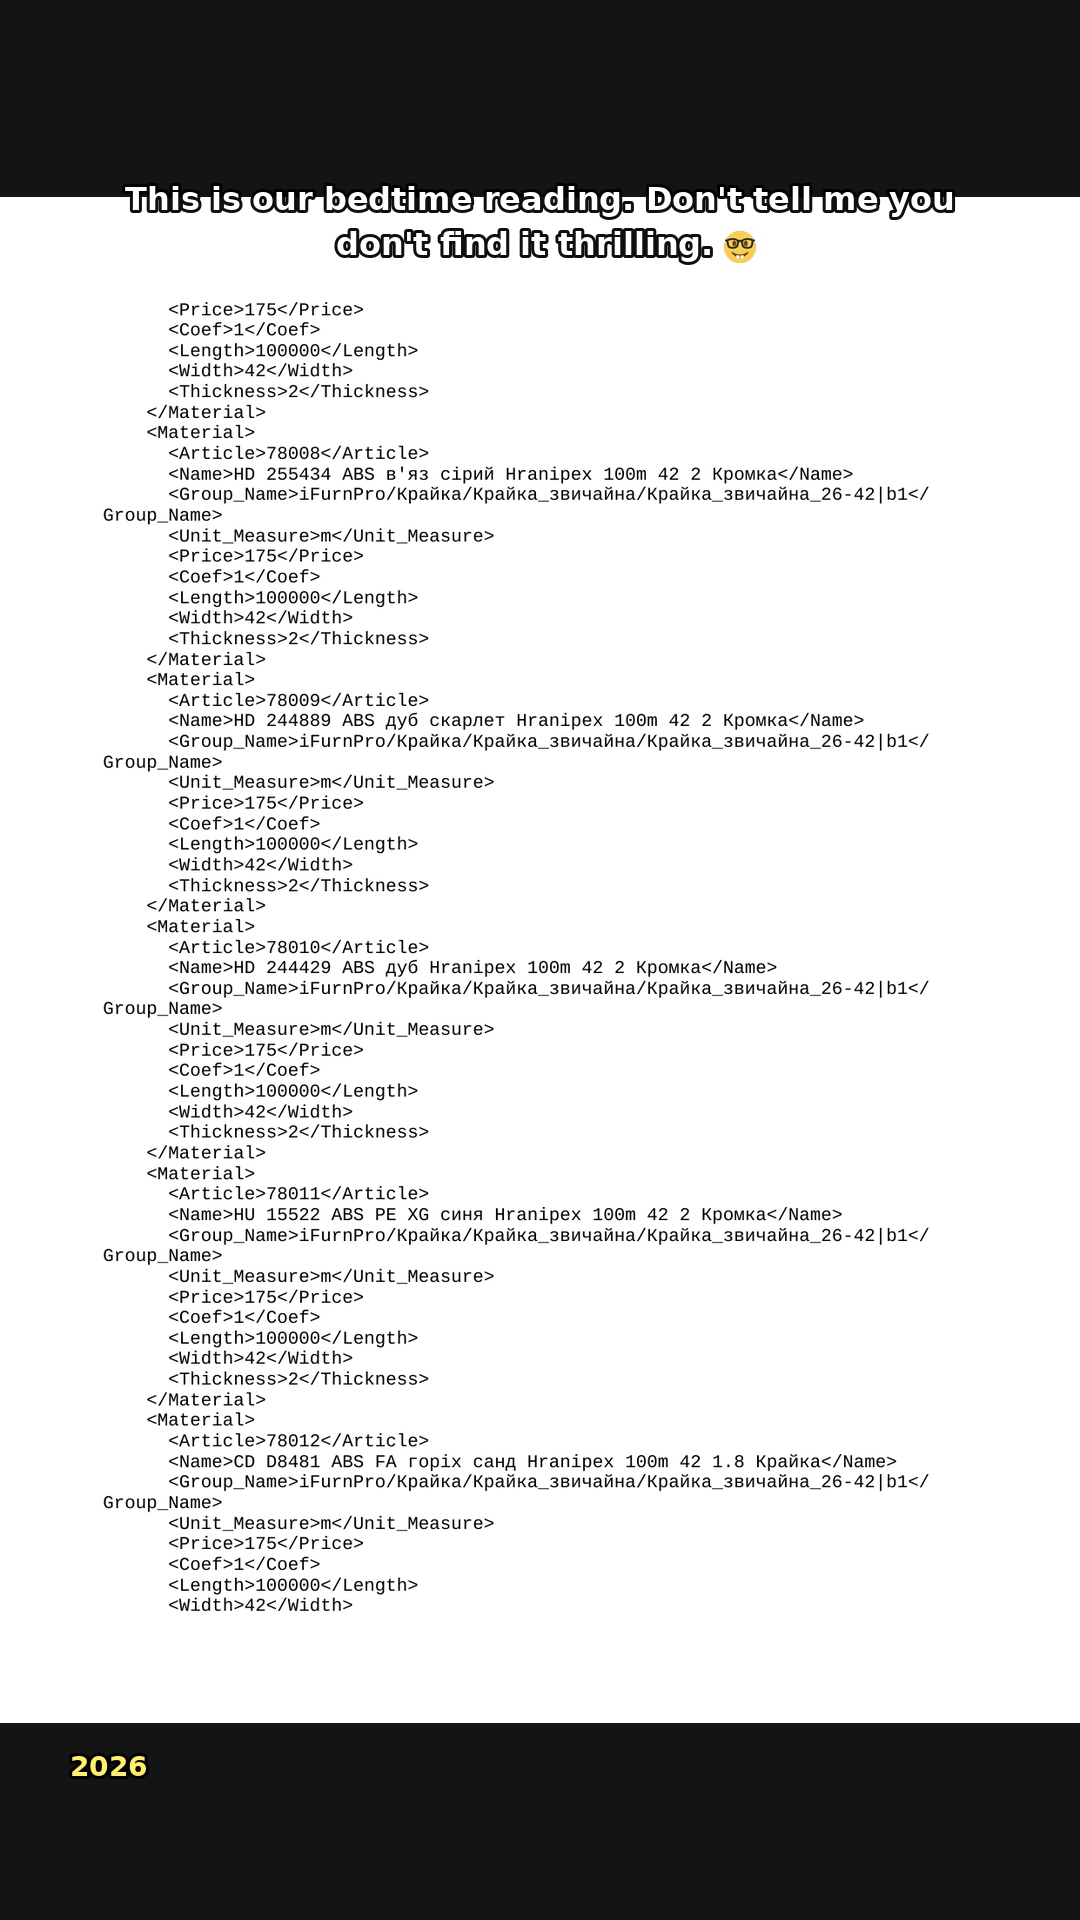 This is our bedtime reading. Don't tell me you
don't find it thrilling. 🤓
<Price>175</Price>
<Coef>1</Coef>
<Length>100000</Length>
<Width>42</Width>
<Thickness>2</Thickness>
</Material>
<Material>
<Article>78008</Article>
<Name>HD 255434 ABS в'яз сірий Hranipex 100m 42 2 Кромка</Name>
<Group_Name>iFurnPro/Крайка/Крайка_звичайна/Крайка_звичайна_26-42|b1</
Group_Name>
<Unit_Measure>m</Unit_Measure>
<Price>175</Price>
<Coef>1</Coef>
<Length>100000</Length>
<Width>42</Width>
<Thickness>2</Thickness>
</Material>
<Material>
<Article>78009</Article>
<Name>HD 244889 ABS дуб скарлет Hranipex 100m 42 2 Кромка</Name>
<Group_Name>iFurnPro/Крайка/Крайка_звичайна/Крайка_звичайна_26-42|b1</
Group_Name>
<Unit_Measure>m</Unit_Measure>
<Price>175</Price>
<Coef>1</Coef>
<Length>100000</Length>
<Width>42</Width>
<Thickness>2</Thickness>
</Material>
<Material>
<Article>78010</Article>
<Name>HD 244429 ABS дуб Hranipex 100m 42 2 Кромка</Name>
<Group_Name>iFurnPro/Крайка/Крайка_звичайна/Крайка_звичайна_26-42|b1</
Group_Name>
<Unit_Measure>m</Unit_Measure>
<Price>175</Price>
<Coef>1</Coef>
<Length>100000</Length>
<Width>42</Width>
<Thickness>2</Thickness>
</Material>
<Material>
<Article>78011</Article>
<Name>HU 15522 ABS PE XG синя Hranipex 100m 42 2 Кромка</Name>
<Group_Name>iFurnPro/Крайка/Крайка_звичайна/Крайка_звичайна_26-42|b1</
Group_Name>
<Unit_Measure>m</Unit_Measure>
<Price>175</Price>
<Coef>1</Coef>
<Length>100000</Length>
<Width>42</Width>
<Thickness>2</Thickness>
</Material>
<Material>
<Article>78012</Article>
<Name>CD D8481 ABS FA горіх санд Hranipex 100m 42 1.8 Крайка</Name>
<Group_Name>iFurnPro/Крайка/Крайка_звичайна/Крайка_звичайна_26-42|b1</
Group_Name>
<Unit_Measure>m</Unit_Measure>
<Price>175</Price>
<Coef>1</Coef>
<Length>100000</Length>
<Width>42</Width>
2026